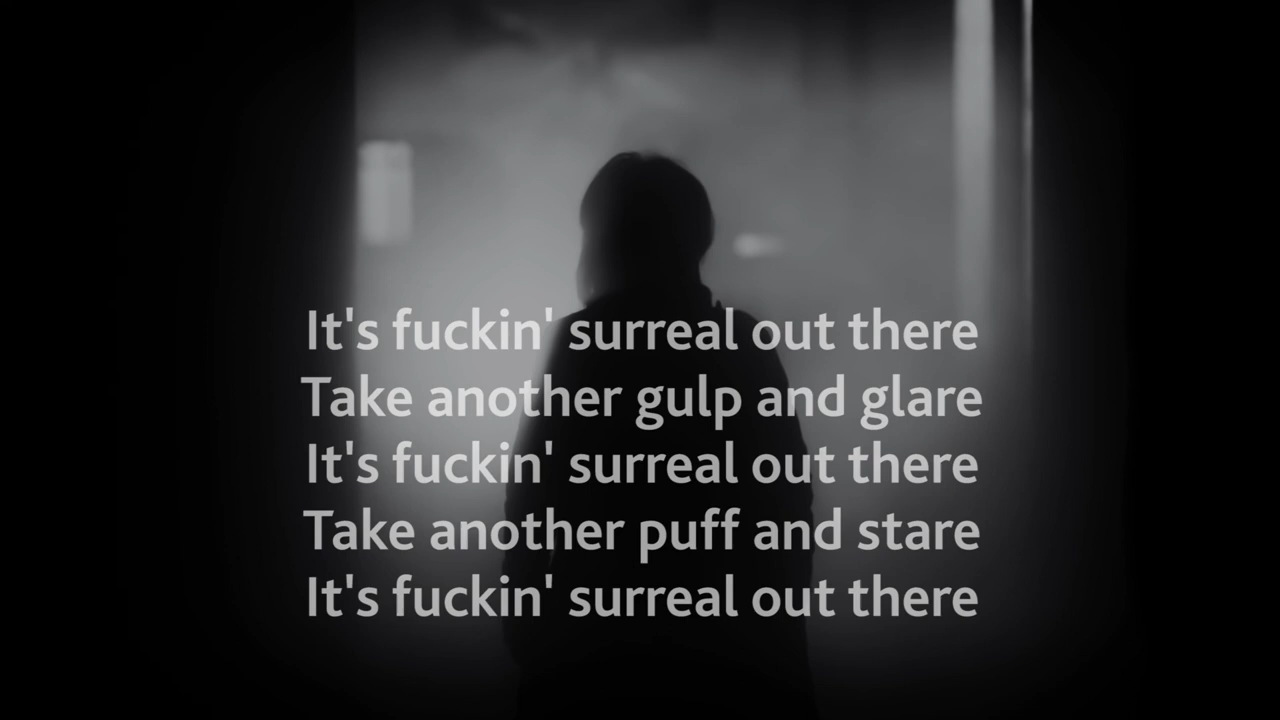 It's fuckin' surreal out there
Take another gulp and glare
It's fuckin' surreal out there
Take another puff and stare
It's fuckin' surreal out there